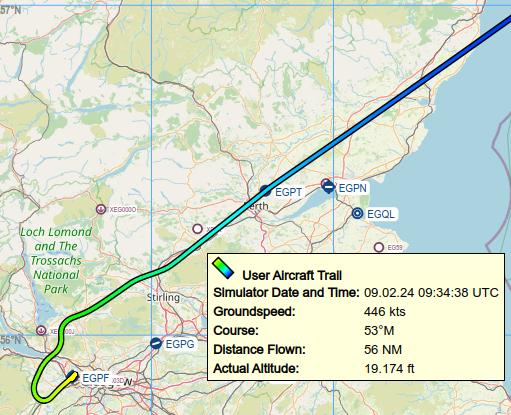 57°N
EGPT
EGPN
erth
XEG000D
EGQL
Loch Lomond
and The
Trossachs
National
Park
EG59
User Aircraft Trail
Simulator Date and Time: 09.02.24 09:34:38 UTC
Stirling
Groundspeed: 446 kts
Course: 53°M
56°N
EGPG
Distance Flown: 56 NM
Actual Altitude: 19.174 ft
EGPF